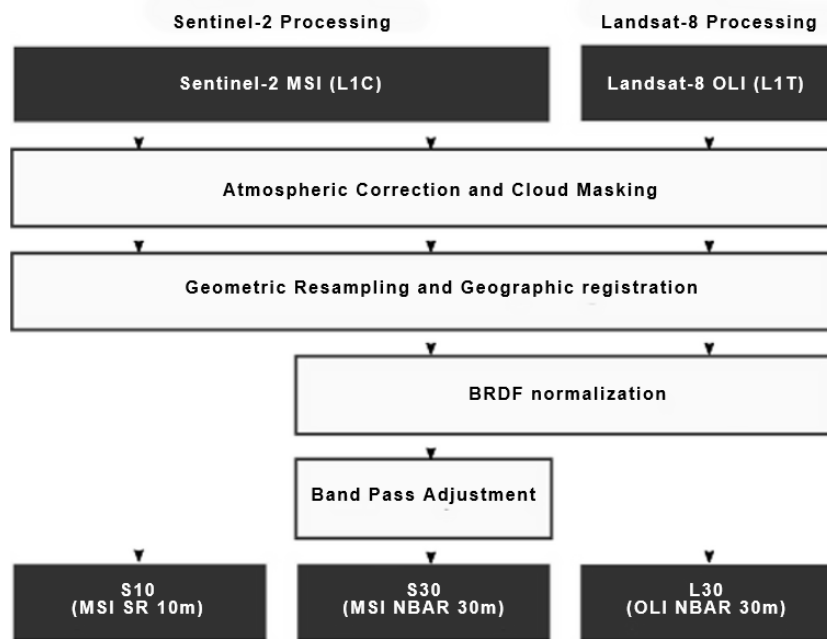 Sentinel-2 Processing
Landsat-8 Processing
Sentinel-2 MSI (L1C)
Landsat-8 OLI (L1T)
Atmospheric Correction and Cloud Masking
Geometric Resampling and Geographic registration
BRDF normalization
Band Pass Adjustment
S10
(MSI SR 10m)
S30
(MSI NBAR 30m)
L30
(OLI NBAR 30m)